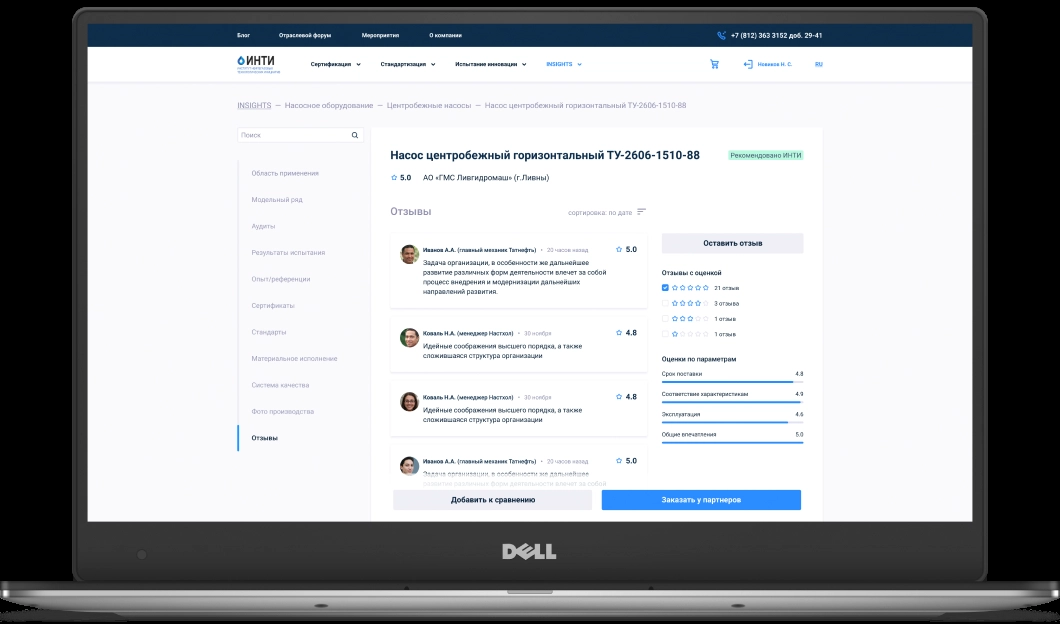 Блог Отраслевой форум Мероприятия О компании +7 (812) 363 3152 доб. 29-41
ИНТИ
Сертификация Стандартизация Испытание инновации INSIGHTS Новиков Н. С. RU
INSIGHTS — Насосное оборудование — Центробежные насосы — Насос центробежный горизонтальный ТУ-2606-1510-88
Поиск
Область применения
Модельный ряд
Аудеты
Результаты испытания
Опыт/референции
Сертификаты
Стандарты
Материальное исполнение
Система качества
Фото производства
Отзывы
Насос центробежный горизонтальный ТУ-2606-1510-88
Рекомендовано ИНТИ
5.0 АО «ГМС Ливгидромаш» (г.Ливны)
Отзывы
сортировка: по дате
Иванов А.А. (главный механик Татнефть) • 20 часов назад 5.0
Задача организации, в особенности же дальнейшее
развитие различных форм деятельности влечет за собой
процесс внедрения и модернизации дальнейших
направлений развития.
Коваль Н.А. (менеджер Настхол) • 30 ноября 4.8
Идейные соображения высшего порядка, а также
сложившаяся структура организации
Коваль Н.А. (менеджер Настхол) • 30 ноября 4.8
Идейные соображения высшего порядка, а также
сложившаяся структура организации
Иванов А.А. (главный механик Татнефть) • 20 часов назад 5.0
Задача организации, в особенности же дальнейшее
развитие различных форм деятельности влечет за собой
Оставить отзыв
Отзывы с оценкой
21 отзыв
3 отзыва
1 отзыв
1 отзыв
Оценки по параметрам
Срок поставки 4.8
Соответствие характеристикам 4.9
Эксплуатация 4.6
Общие впечатления 5.0
Добавить к сравнению
Заказать у партнеров
DELL